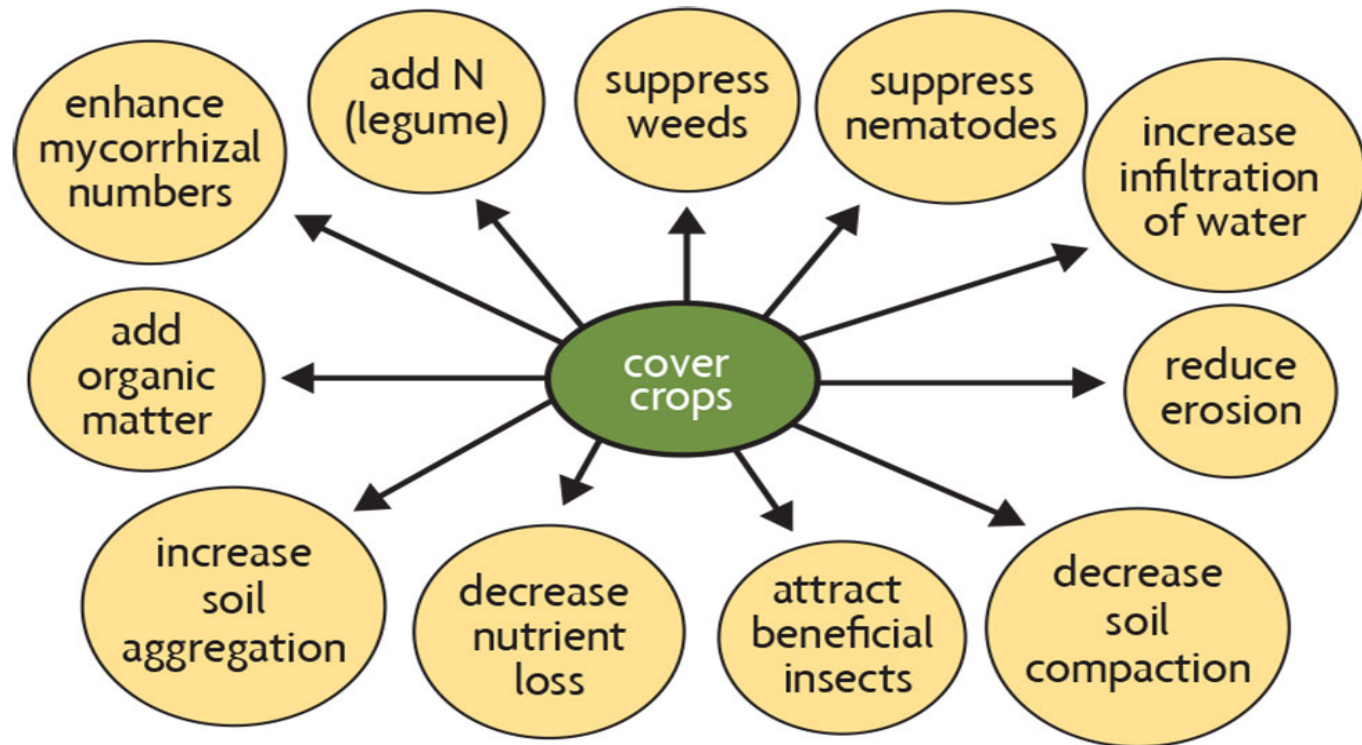 enhance
mycorrhizal
numbers
add N
(legume)
suppress
weeds
suppress
nematodes
increase
infiltration
of water
add
organic
matter
cover
crops
reduce
erosion
increase
soil
aggregation
decrease
nutrient
loss
attract
beneficial
insects
decrease
soil
compaction